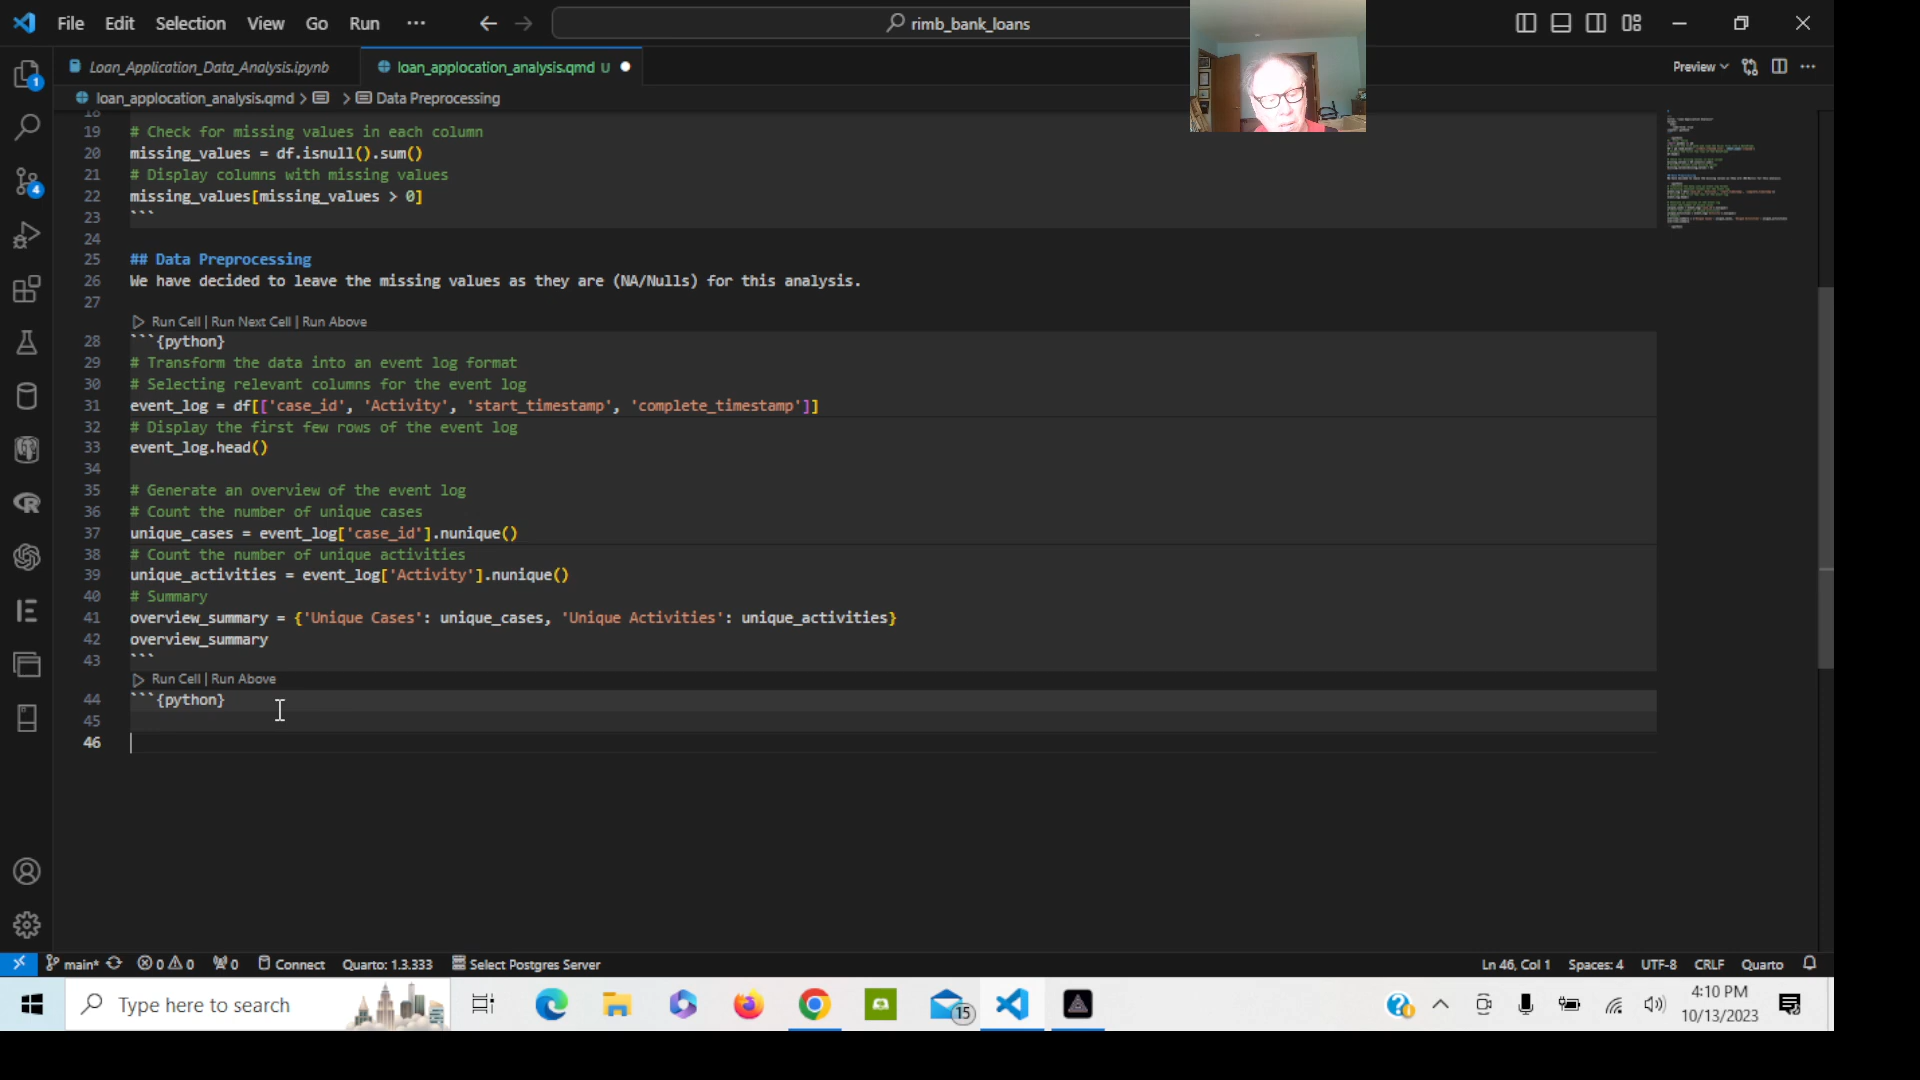 File Edit Selection View Go Run ··· rimb_bank_loans
Loan_Application_Data_Analysis.ipynb loan_applocation_analysis.qmd U Preview
loan_applocation_analysis.qmd > > Data Preprocessing
18
19 # Check for missing values in each column
20 missing_values = df.isnull().sum()
21 # Display columns with missing values
22 missing_values[missing_values > 0]
23 ```
24
25 ## Data Preprocessing
26 We have decided to leave the missing values as they are (NA/Nulls) for this analysis.
27
Run Cell | Run Next Cell | Run Above
28 ```{python}
29 # Transform the data into an event log format
30 # Selecting relevant columns for the event log
31 event_log = df[['case_id', 'Activity', 'start_timestamp', 'complete_timestamp']]
32 # Display the first few rows of the event log
33 event_log.head()
34
35 # Generate an overview of the event log
36 # Count the number of unique cases
37 unique_cases = event_log['case_id'].nunique()
38 # Count the number of unique activities
39 unique_activities = event_log['Activity'].nunique()
40 # Summary
41 overview_summary = {'Unique Cases': unique_cases, 'Unique Activities': unique_activities}
42 overview_summary
43 ```
Run Cell | Run Above
44 ```{python}
45
46
1
4
main* 0 0 0 Connect Quarto: 1.3.333 Select Postgres Server Ln 46, Col 1 Spaces: 4 UTF-8 CRLF Quarto
Type here to search 15 4:10 PM
10/13/2023